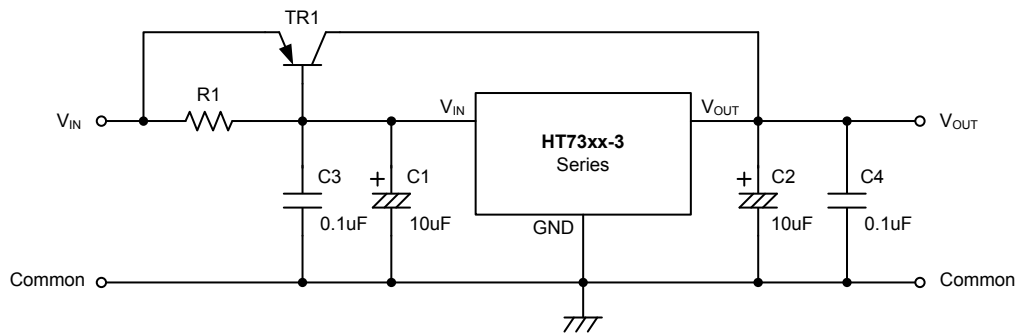 TR1
R1
V_IN
V_IN
HT73xx-3
Series
V_OUT
V_OUT
C3
0.1uF
+
C1
10uF
GND
+
C2
10uF
C4
0.1uF
Common
Common